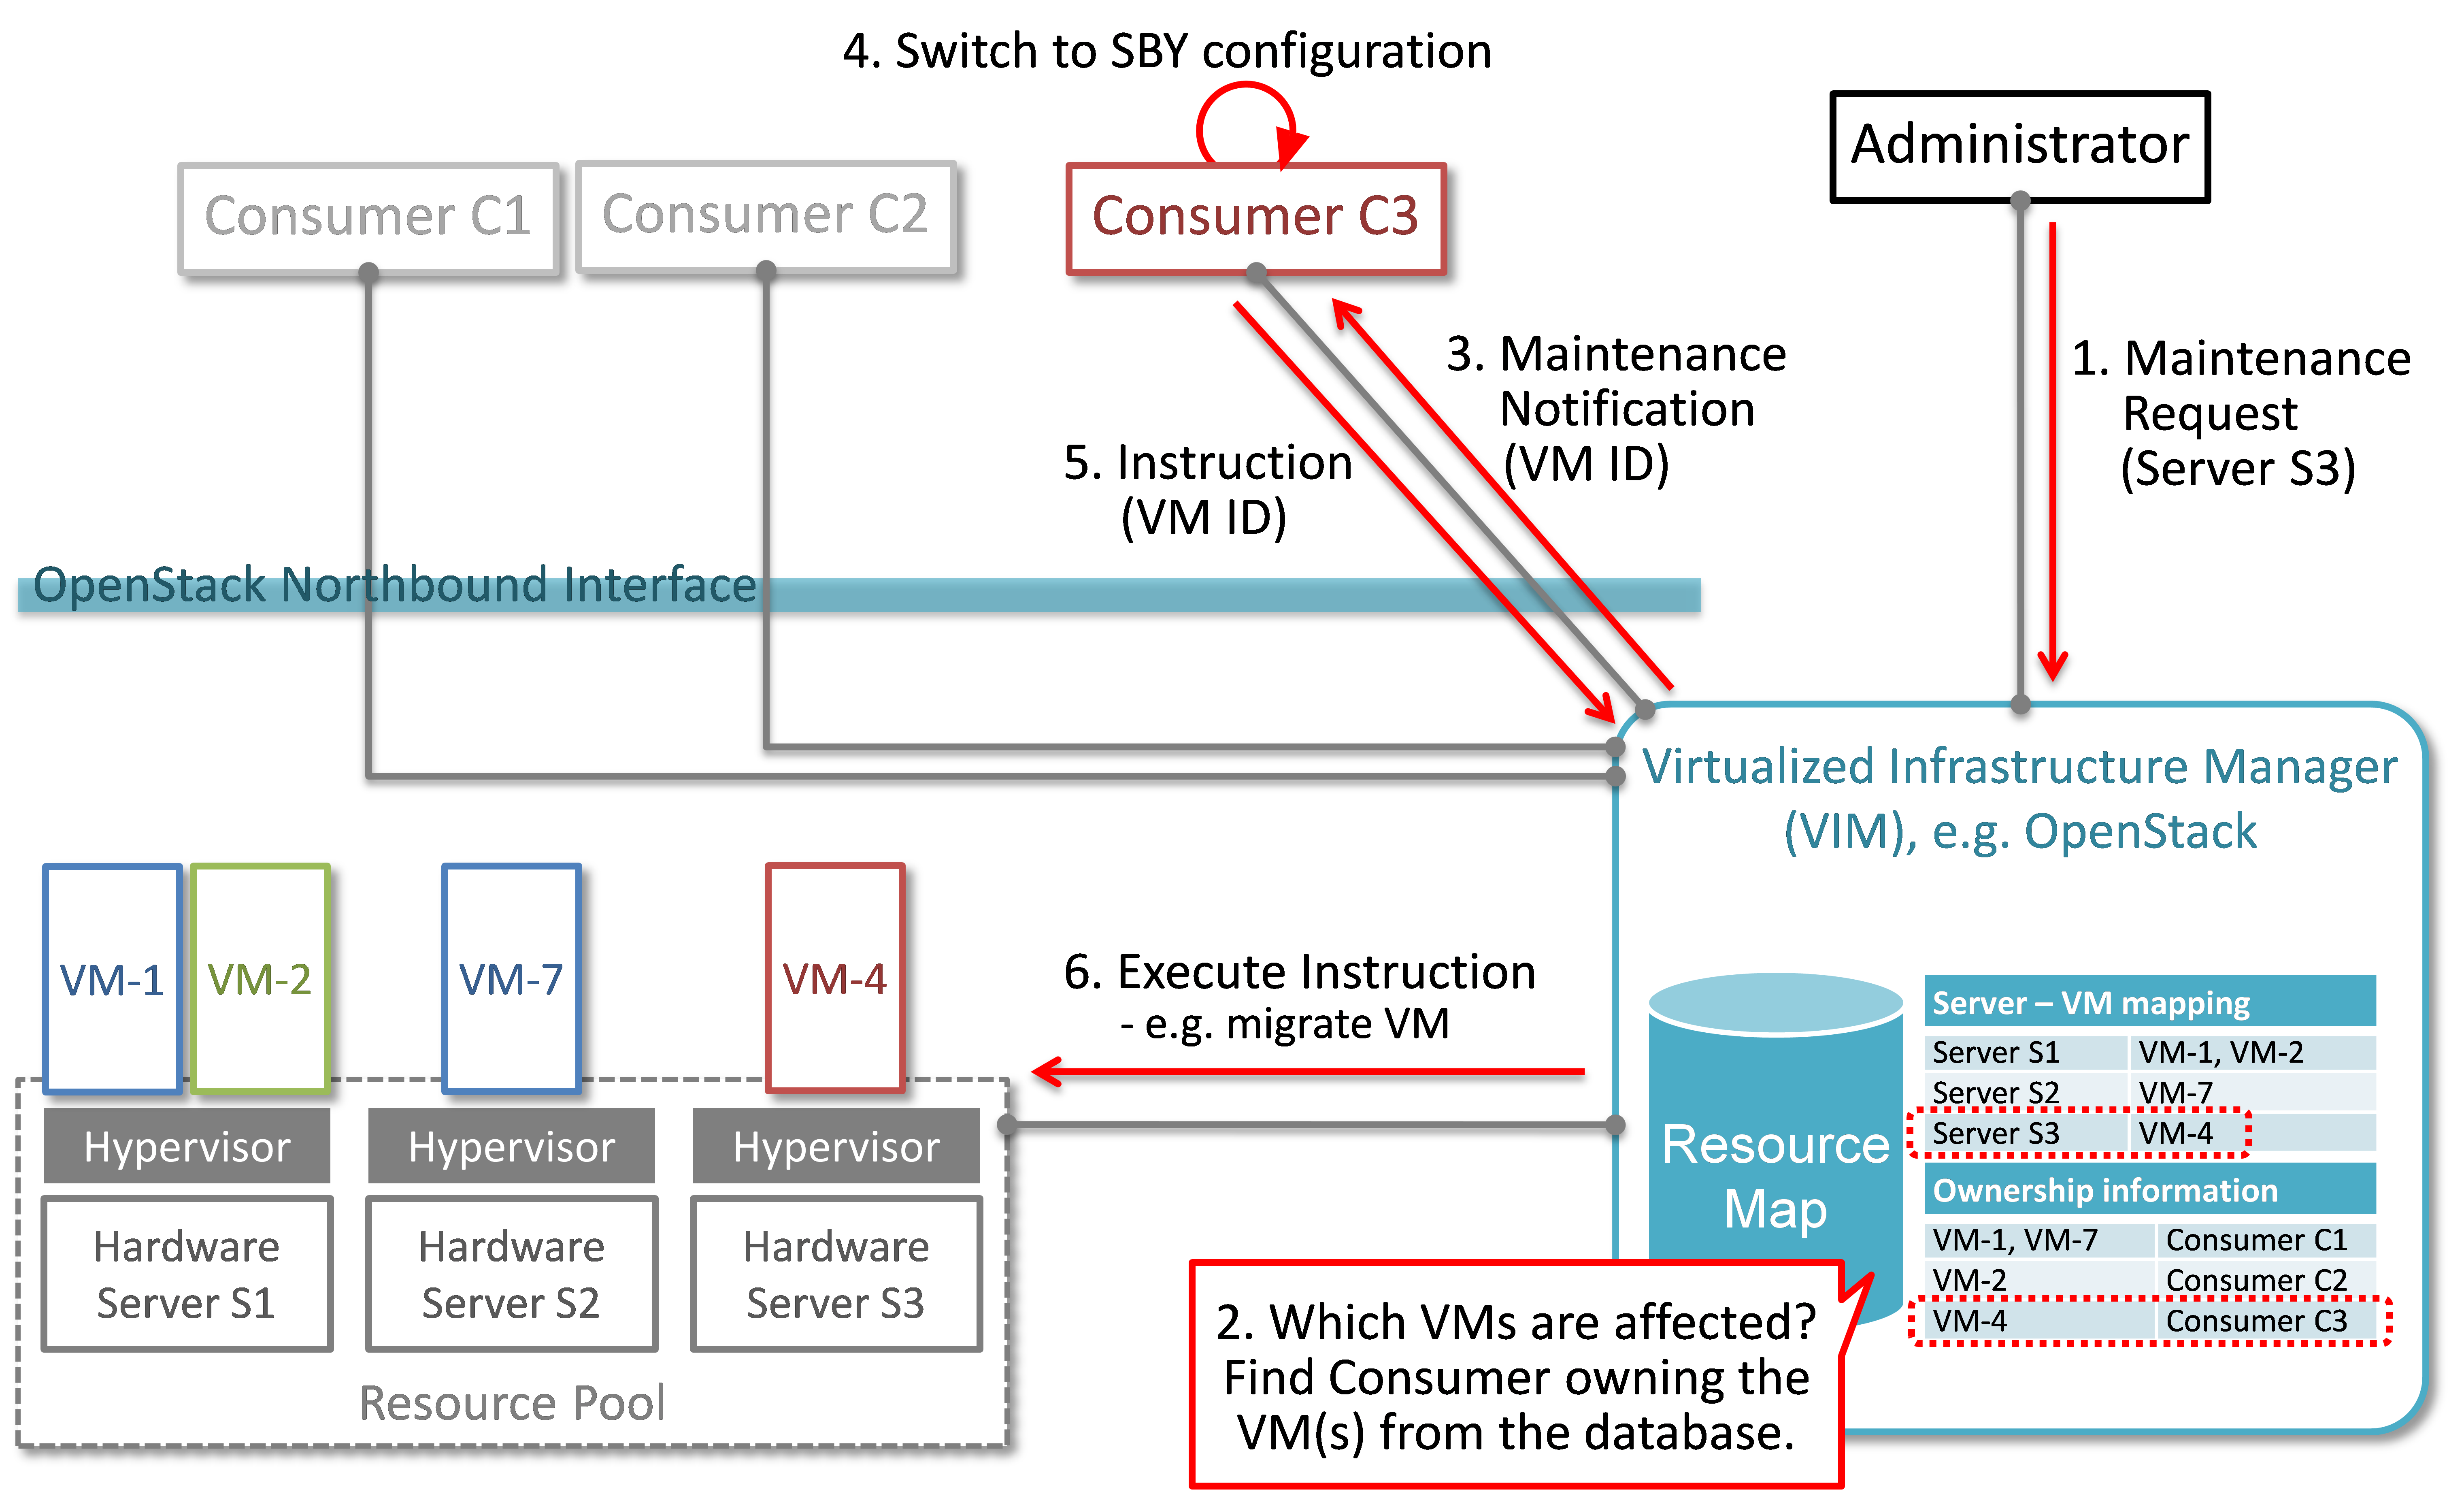 4. Switch to SBY configuration
Administrator
Consumer C1
Consumer C2
Consumer C3
3. Maintenance
Notification
(VM ID)
1. Maintenance
Request
(Server S3)
5. Instruction
(VM ID)
OpenStack Northbound Interface
Virtualized Infrastructure Manager
(VIM), e.g. OpenStack
VM-1
VM-2
VM-7
VM-4
6. Execute Instruction
- e.g. migrate VM
Resource
Map
Server – VM mapping
Server S1 VM-1, VM-2
Server S2 VM-7
Server S3 VM-4
Ownership information
VM-1, VM-7 Consumer C1
VM-2 Consumer C2
VM-4 Consumer C3
Hypervisor
Hypervisor
Hypervisor
Hardware
Server S1
Hardware
Server S2
Hardware
Server S3
Resource Pool
2. Which VMs are affected?
Find Consumer owning the
VM(s) from the database.